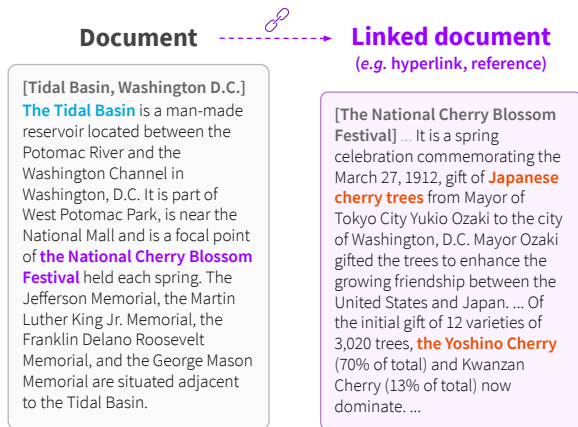 Document
Linked document
(e.g. hyperlink, reference)
[Tidal Basin, Washington D.C.]
The Tidal Basin is a man-made
reservoir located between the
Potomac River and the
Washington Channel in
Washington, D.C. It is part of
West Potomac Park, is near the
National Mall and is a focal point
of the National Cherry Blossom
Festival held each spring. The
Jefferson Memorial, the Martin
Luther King Jr. Memorial, the
Franklin Delano Roosevelt
Memorial, and the George Mason
Memorial are situated adjacent
to the Tidal Basin.
[The National Cherry Blossom
Festival] ... It is a spring
celebration commemorating the
March 27, 1912, gift of Japanese
cherry trees from Mayor of
Tokyo City Yukio Ozaki to the city
of Washington, D.C. Mayor Ozaki
gifted the trees to enhance the
growing friendship between the
United States and Japan. ... Of
the initial gift of 12 varieties of
3,020 trees, the Yoshino Cherry
(70% of total) and Kwanzan
Cherry (13% of total) now
dominate. ...